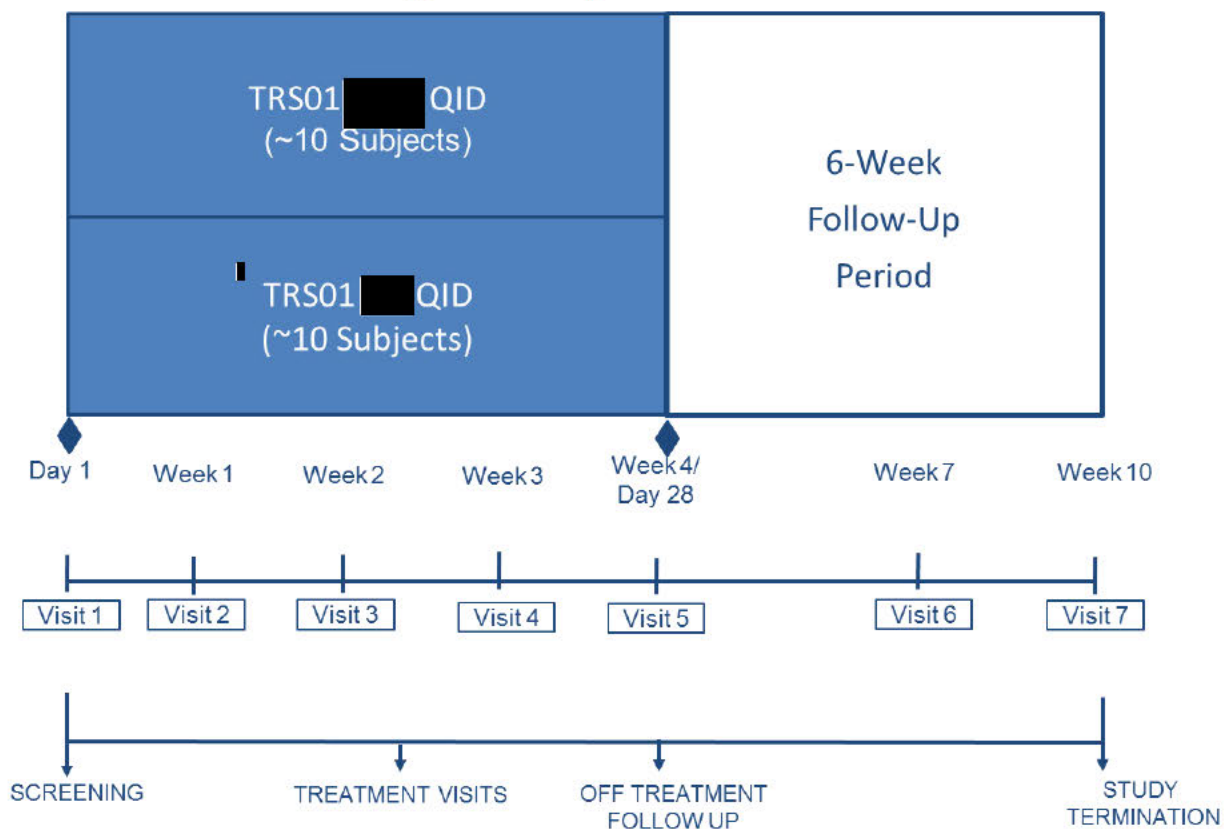 TRS01 QID
(~10 Subjects)
TRS01 QID
(~10 Subjects)
6-Week
Follow-Up
Period
Day 1
Week 1
Week 2
Week 3
Week 4/
Day 28
Week 7
Week 10
Visit 1
Visit 2
Visit 3
Visit 4
Visit 5
Visit 6
Visit 7
SCREENING
TREATMENT VISITS
OFF TREATMENT
FOLLOW UP
STUDY
TERMINATION